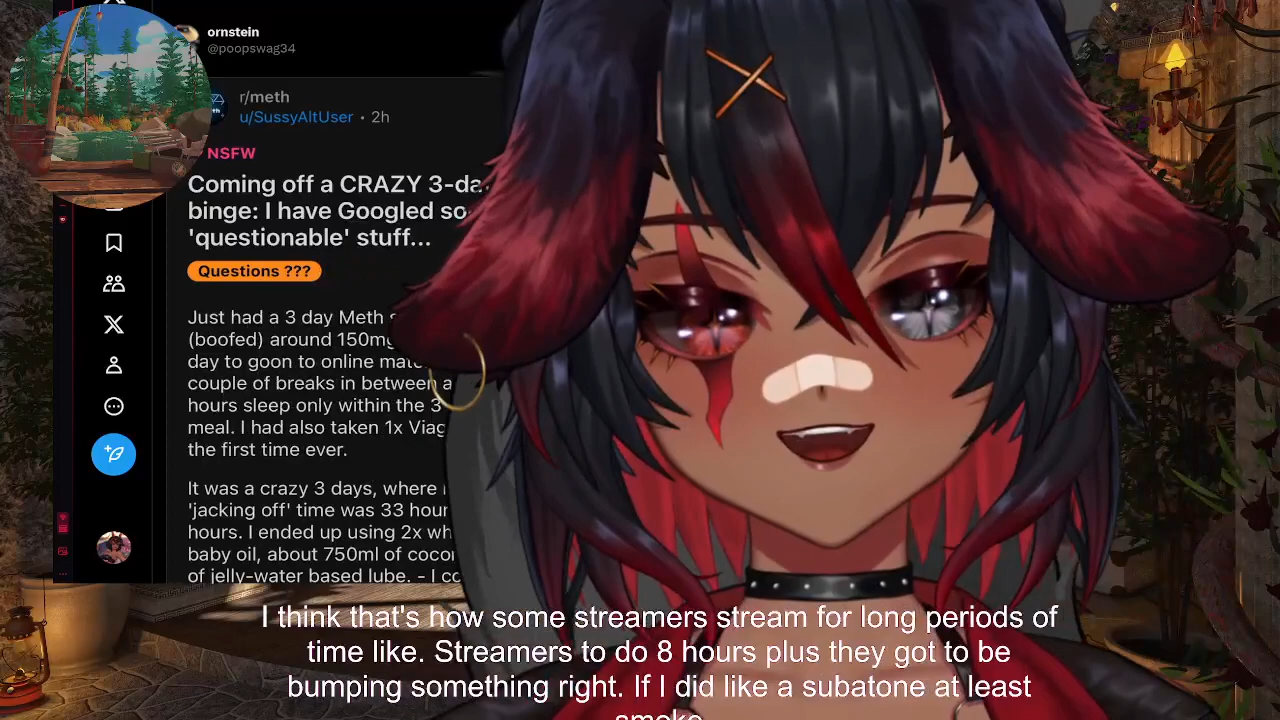 ornstein
@poopswag34
r/meth
u/SussyAltUser • 2h
NSFW
Coming off a CRAZY 3-da
binge: I have Googled so
'questionable' stuff...
Questions ???
Just had a 3 day Meth s
(boofed) around 150mg
day to goon to online mate
couple of breaks in between a
hours sleep only within the 3
meal. I had also taken 1x Viag
the first time ever.
It was a crazy 3 days, where
'jacking off' time was 33 hour
hours. I ended up using 2x wh
baby oil, about 750ml of coco
of jelly-water based lube. - I co
I think that's how some streamers stream for long periods of
time like. Streamers to do 8 hours plus they got to be
bumping something right. If I did like a subatone at least
smoke